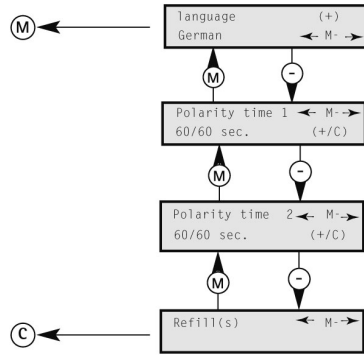 M
language (+)
German M-
M -
Polarity time 1 M-
60/60 sec. (+/C)
M -
Polarity time 2 M-
60/60 sec. (+/C)
M -
C
Refill(s) M-